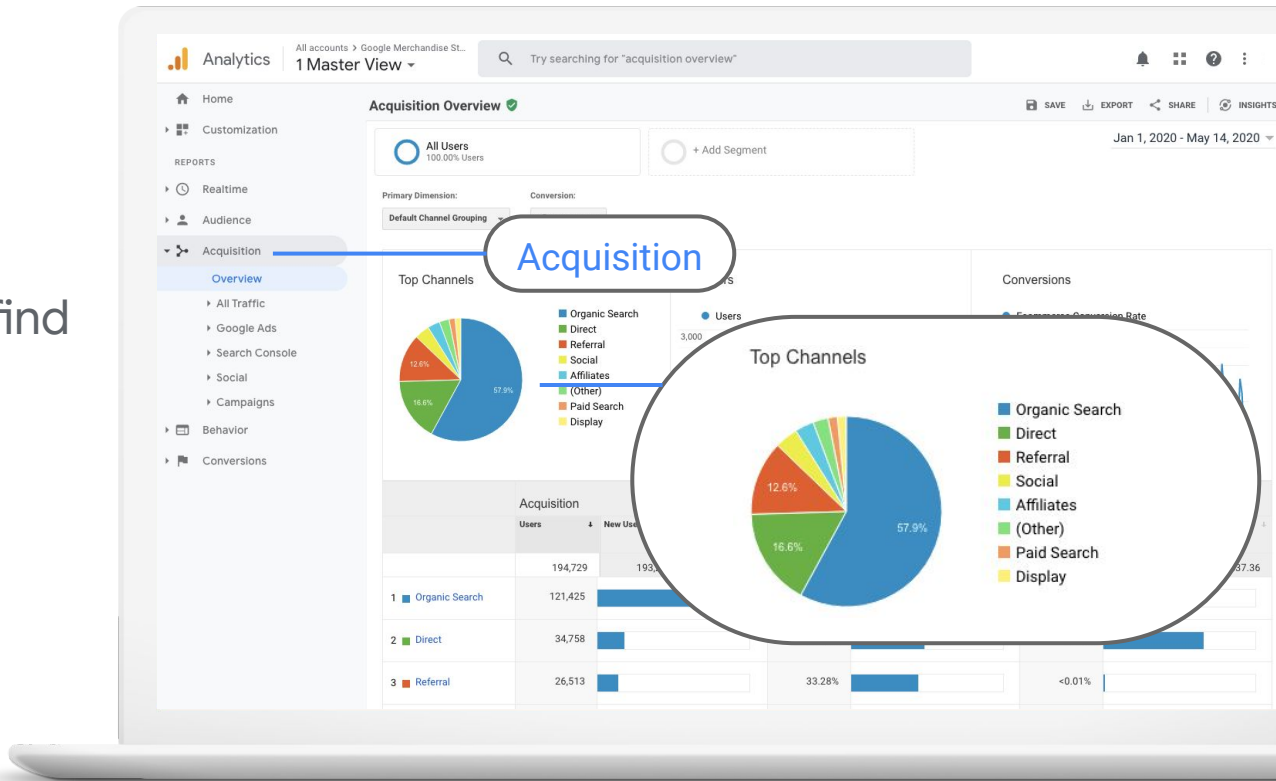 find
Analytics
All accounts > Google Merchandise St...
1 Master View
Try searching for "acquisition overview"
Home
Customization
REPORTS
Realtime
Audience
Acquisition
Overview
All Traffic
Google Ads
Search Console
Social
Campaigns
Behavior
Conversions
Acquisition Overview
SAVE
EXPORT
SHARE
INSIGHTS
All Users
100.00% Users
+ Add Segment
Jan 1, 2020 - May 14, 2020
Primary Dimension:
Conversion:
Default Channel Grouping
Acquisition
Top Channels
12.6%
16.6%
57.9%
Organic Search
Direct
Referral
Social
Affiliates
(Other)
Paid Search
Display
Users
3,000
Conversions
Ecommerce Conversion Rate
Top Channels
12.6%
16.6%
57.9%
Organic Search
Direct
Referral
Social
Affiliates
(Other)
Paid Search
Display
Acquisition
Users
194,729
1 Organic Search 121,425
2 Direct 34,758
3 Referral 26,513 33.28% <0.01%